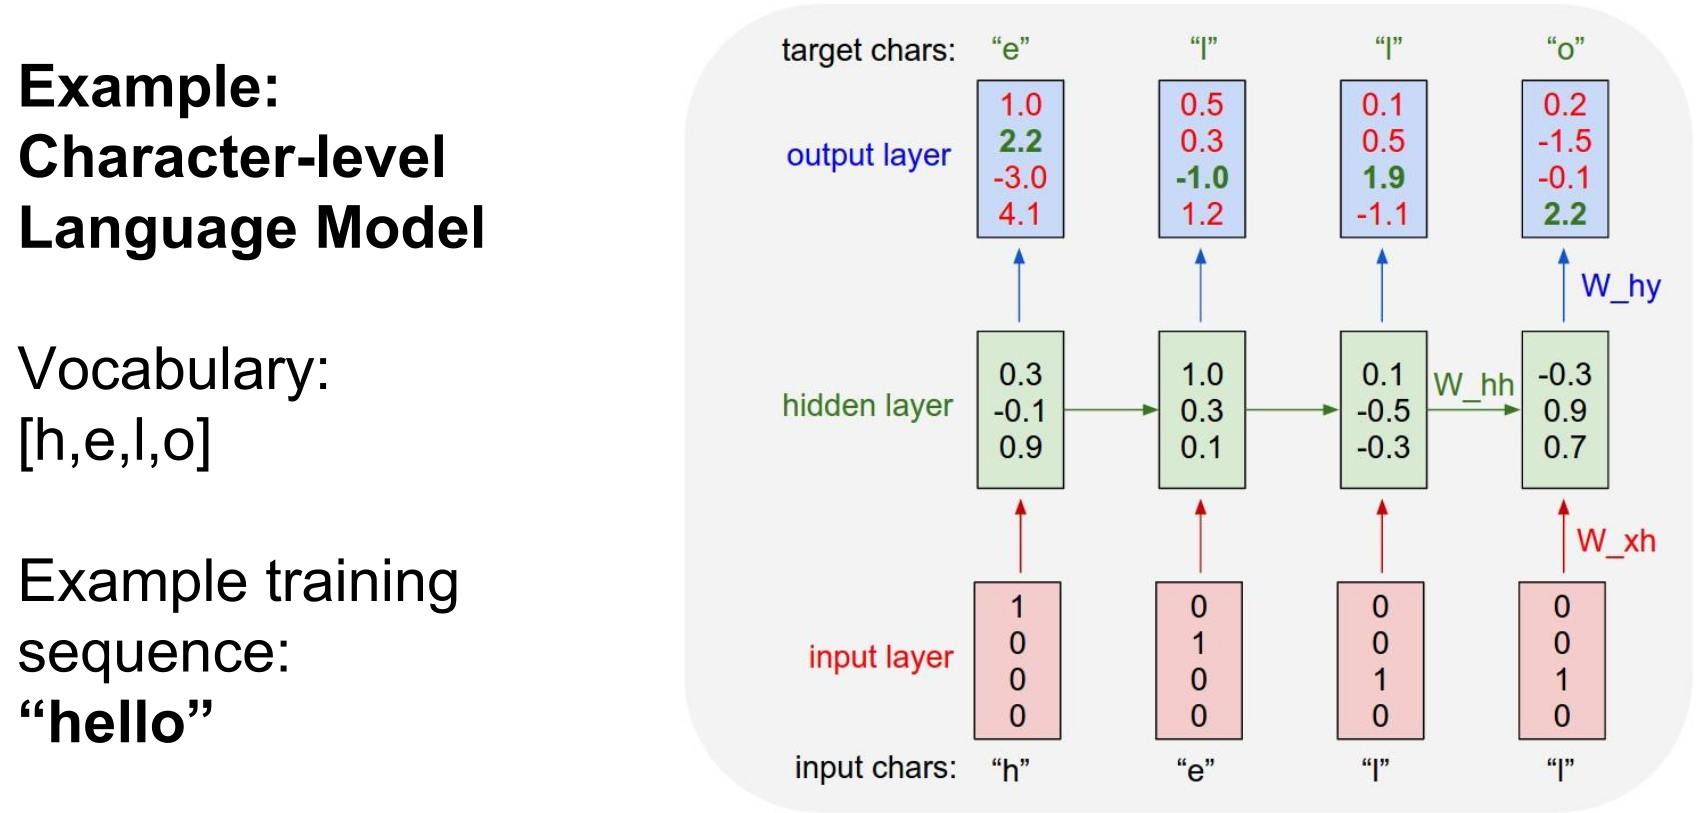 Example:
Character-level
Language Model
Vocabulary:
[h,e,l,o]
Example training
sequence:
“hello”
target chars: “e” “l” “l” “o”
1.0 0.5 0.1 0.2
2.2 0.3 0.5 -1.5
output layer
-3.0 -1.0 1.9 -0.1
4.1 1.2 -1.1 2.2
W_hy
0.3 1.0 0.1 W_hh -0.3
hidden layer -0.1 0.3 -0.5 0.9
0.9 0.1 -0.3 0.7
W_xh
1 0 0 0
0 1 0 0
input layer
0 0 1 1
0 0 0 0
input chars: “h” “e” “l” “l”